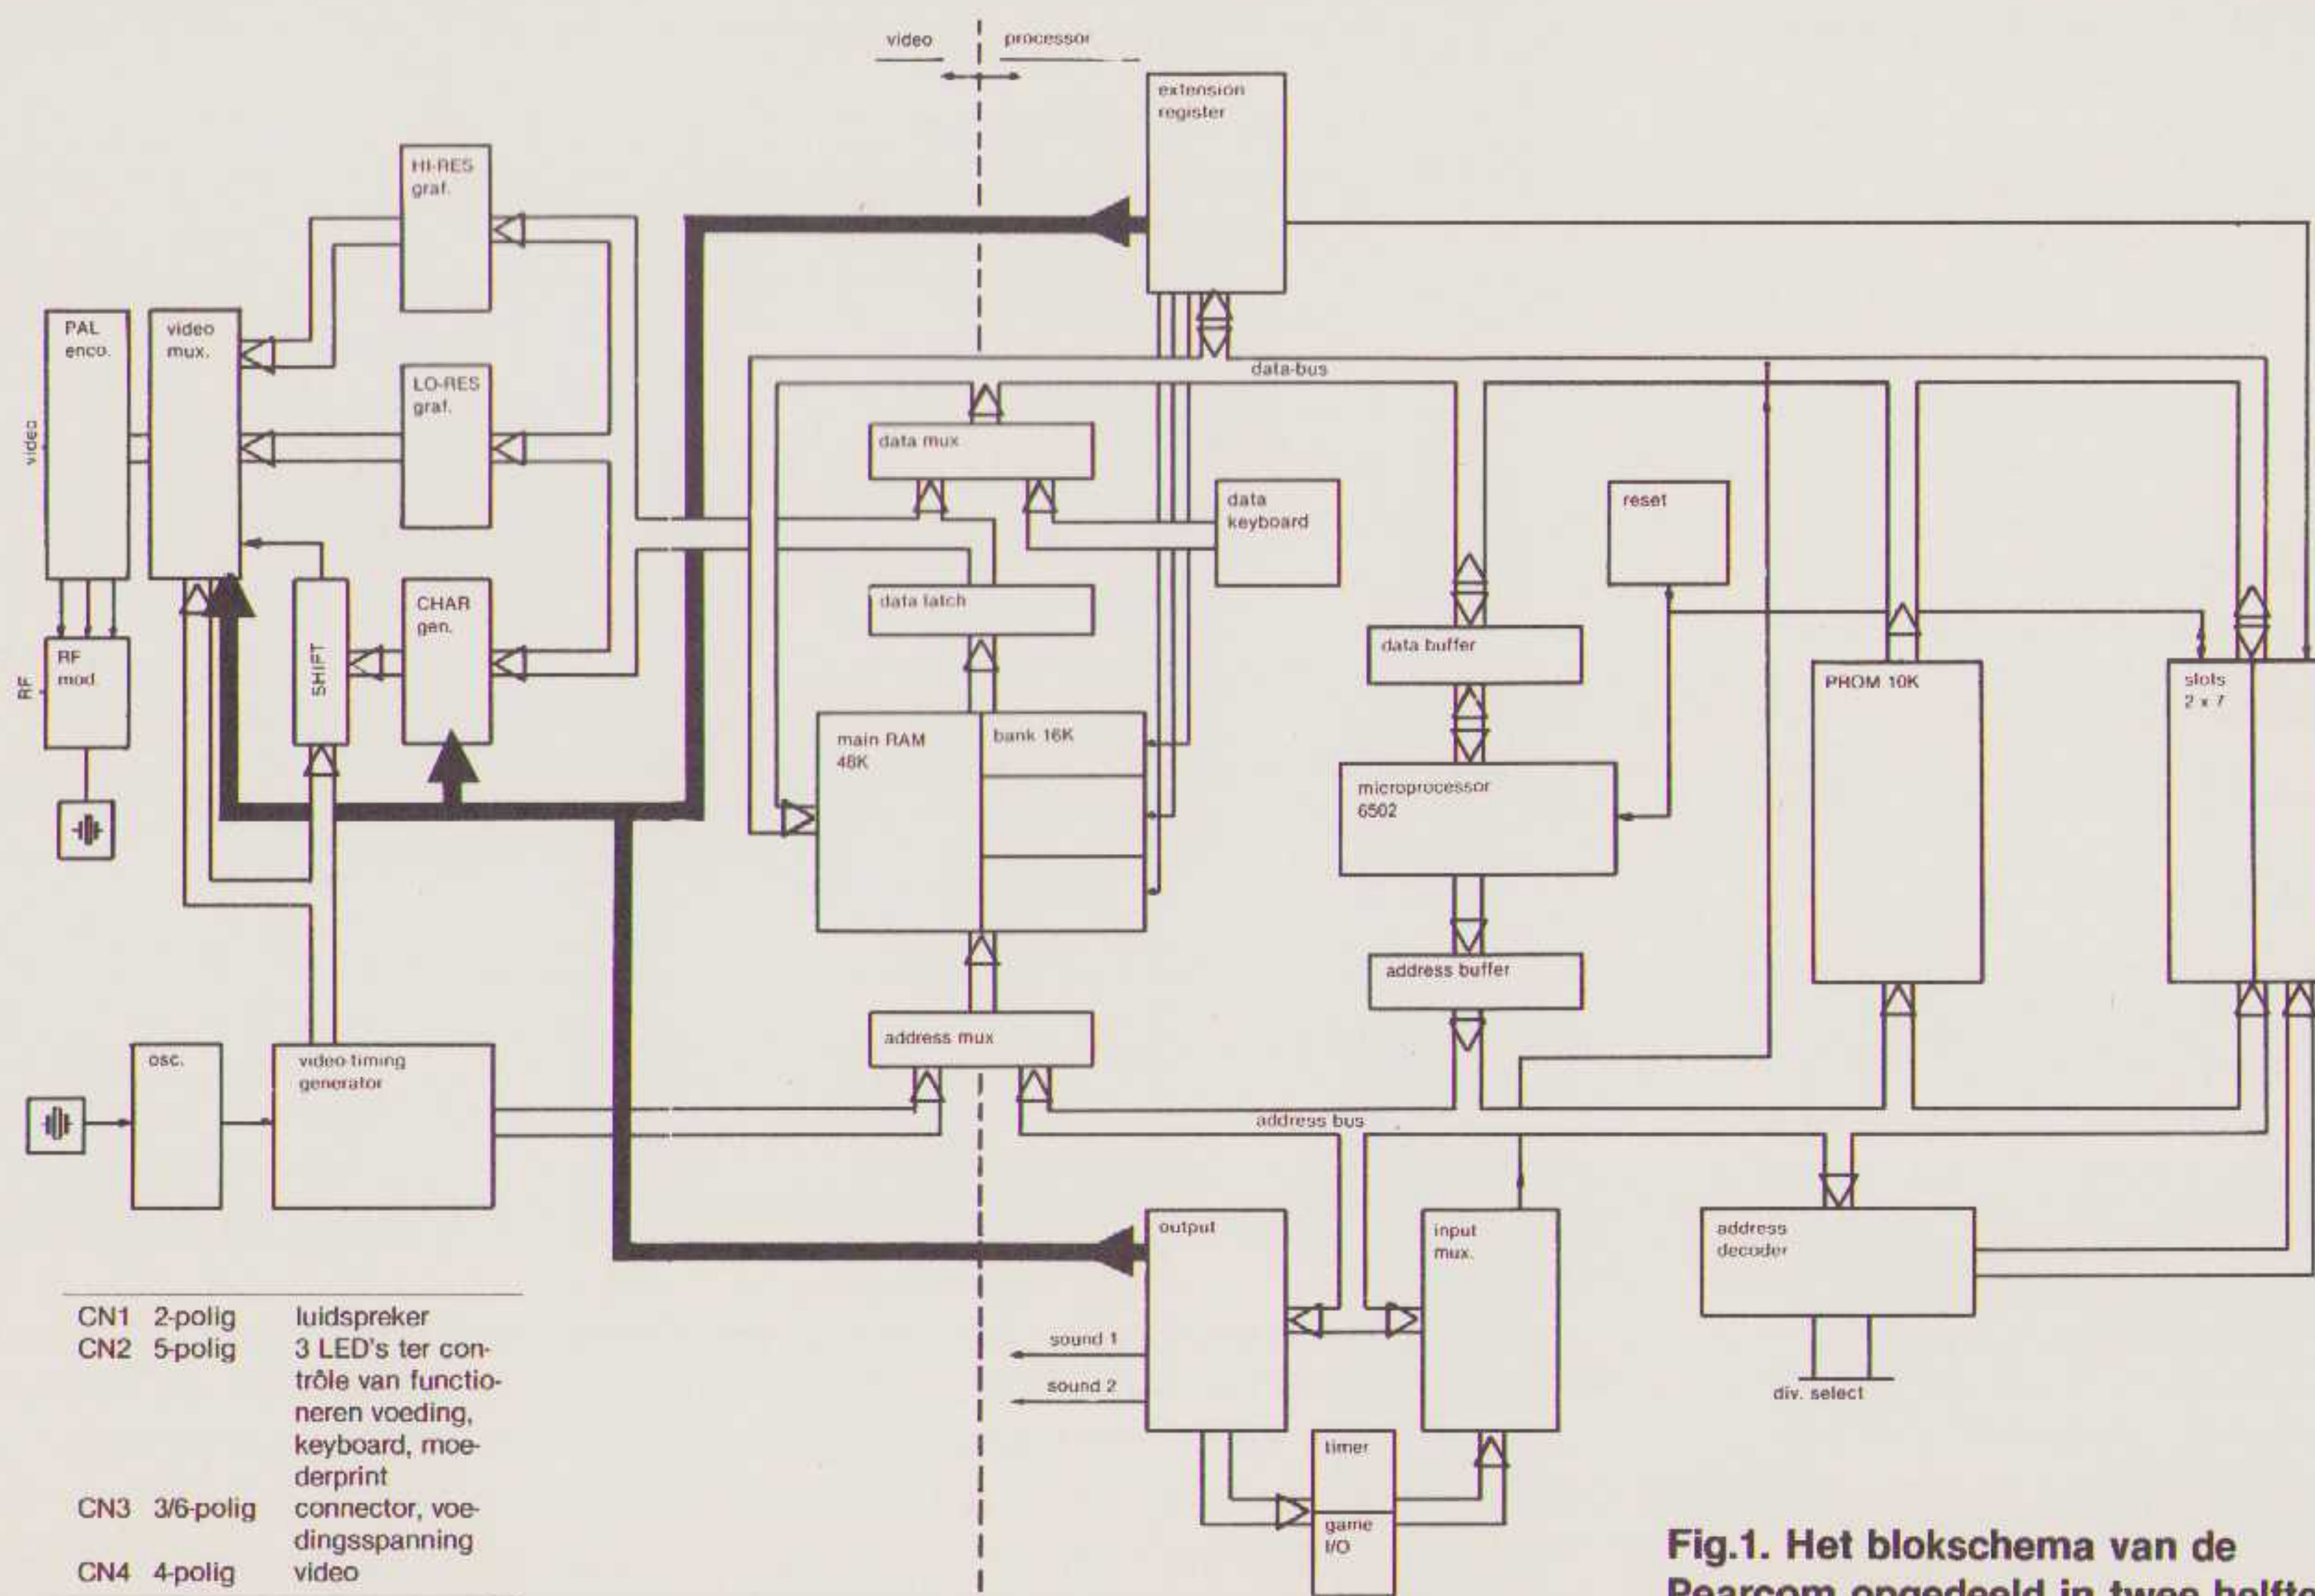 video
processor
extension
register
HI-RES
graf.
PAL
enco.
video
mux.
LO-RES
graf.
data-bus
data mux
video
data
keyboard
reset
data latch
CHAR
gen.
SHIFT
data buffer
RF
mod.
RF
PROM 10K
slots
2 x 7
main RAM
48K
bank 16K
microprocessor
6502
address buffer
address mux
osc.
video timing
generator
address bus
output
input
mux.
address
decoder
sound 1
sound 2
div. select
timer
game
I/O
CN1 2-polig luidspreker
CN2 5-polig 3 LED's ter con-
trôle van functio-
neren voeding,
keyboard, moe-
derprint
CN3 3/6-polig connector, voe-
dingsspanning
CN4 4-polig video
Fig.1. Het blokschema van de
Pearcom opgedeeld in twee